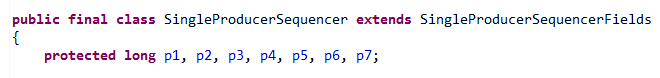 public final class SingleProducerSequencer extends SingleProducerSequencerFields
{
    protected long p1, p2, p3, p4, p5, p6, p7;